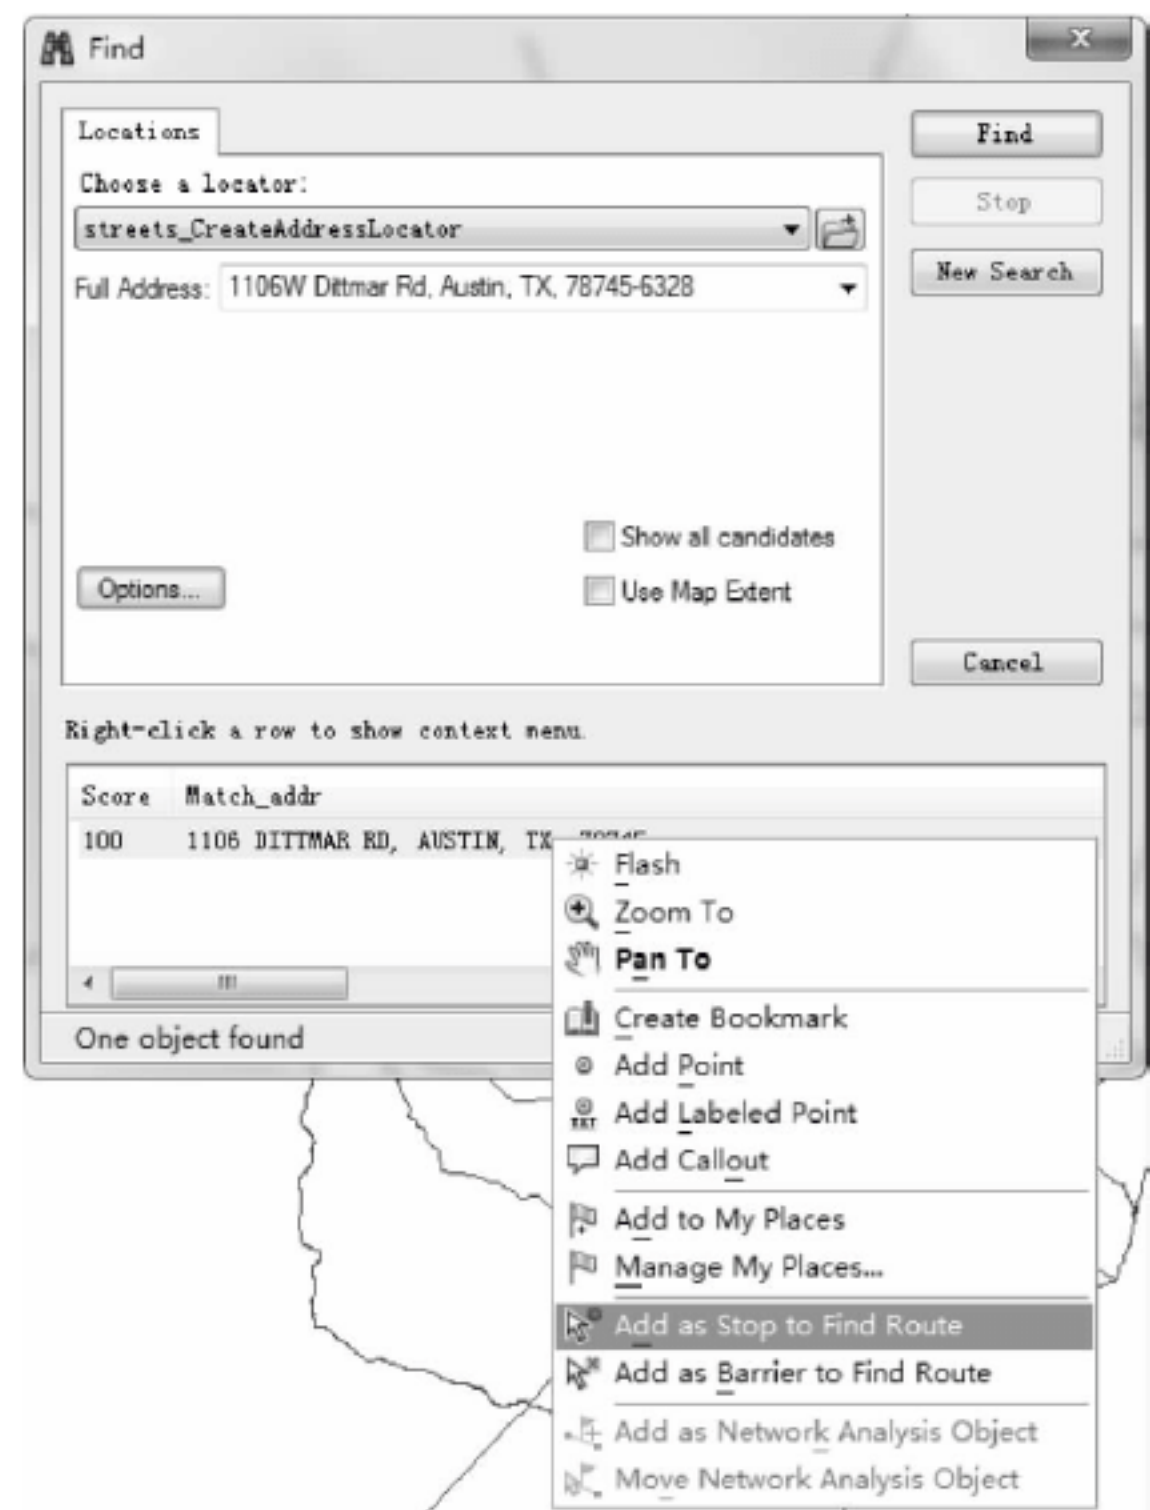 Find
Locations
Choose a locator:
streets_CreateAddressLocator
Full Address: 1106W Dittmar Rd, Austin, TX, 78745-6328
Find
Stop
New Search
Show all candidates
Options...
Use Map Extent
Cancel
Right-click a row to show context menu.
Score Match_addr
100 1106 DITTMAR RD, AUSTIN, TX,
Flash
Zoom To
Pan To
Create Bookmark
Add Point
Add Labeled Point
Add Callout
Add to My Places
Manage My Places...
Add as Stop to Find Route
Add as Barrier to Find Route
Add as Network Analysis Object
Move Network Analysis Object
One object found